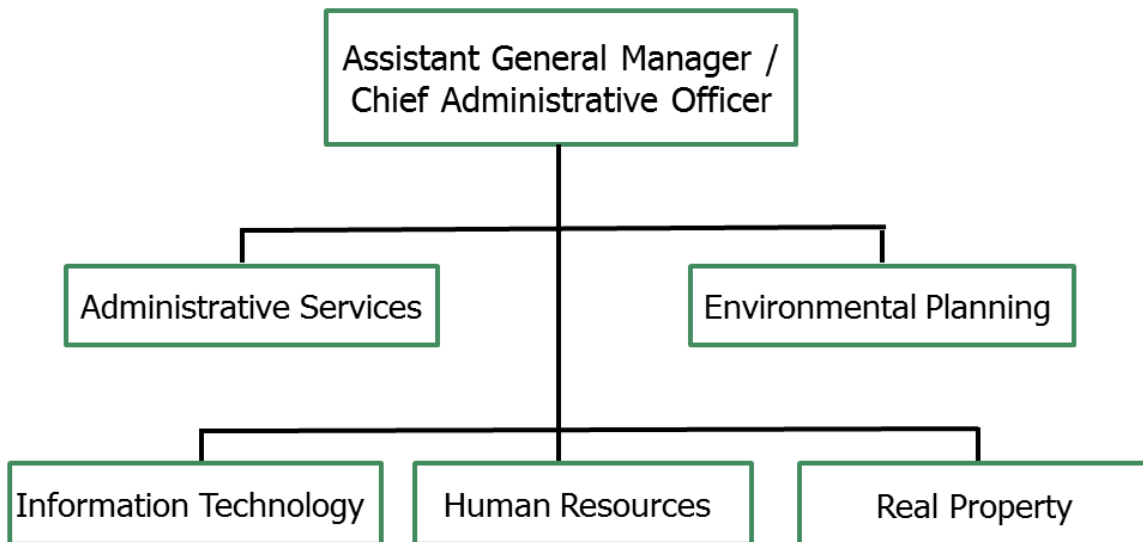 Assistant General Manager /
Chief Administrative Officer
Administrative Services
Environmental Planning
Information Technology
Human Resources
Real Property